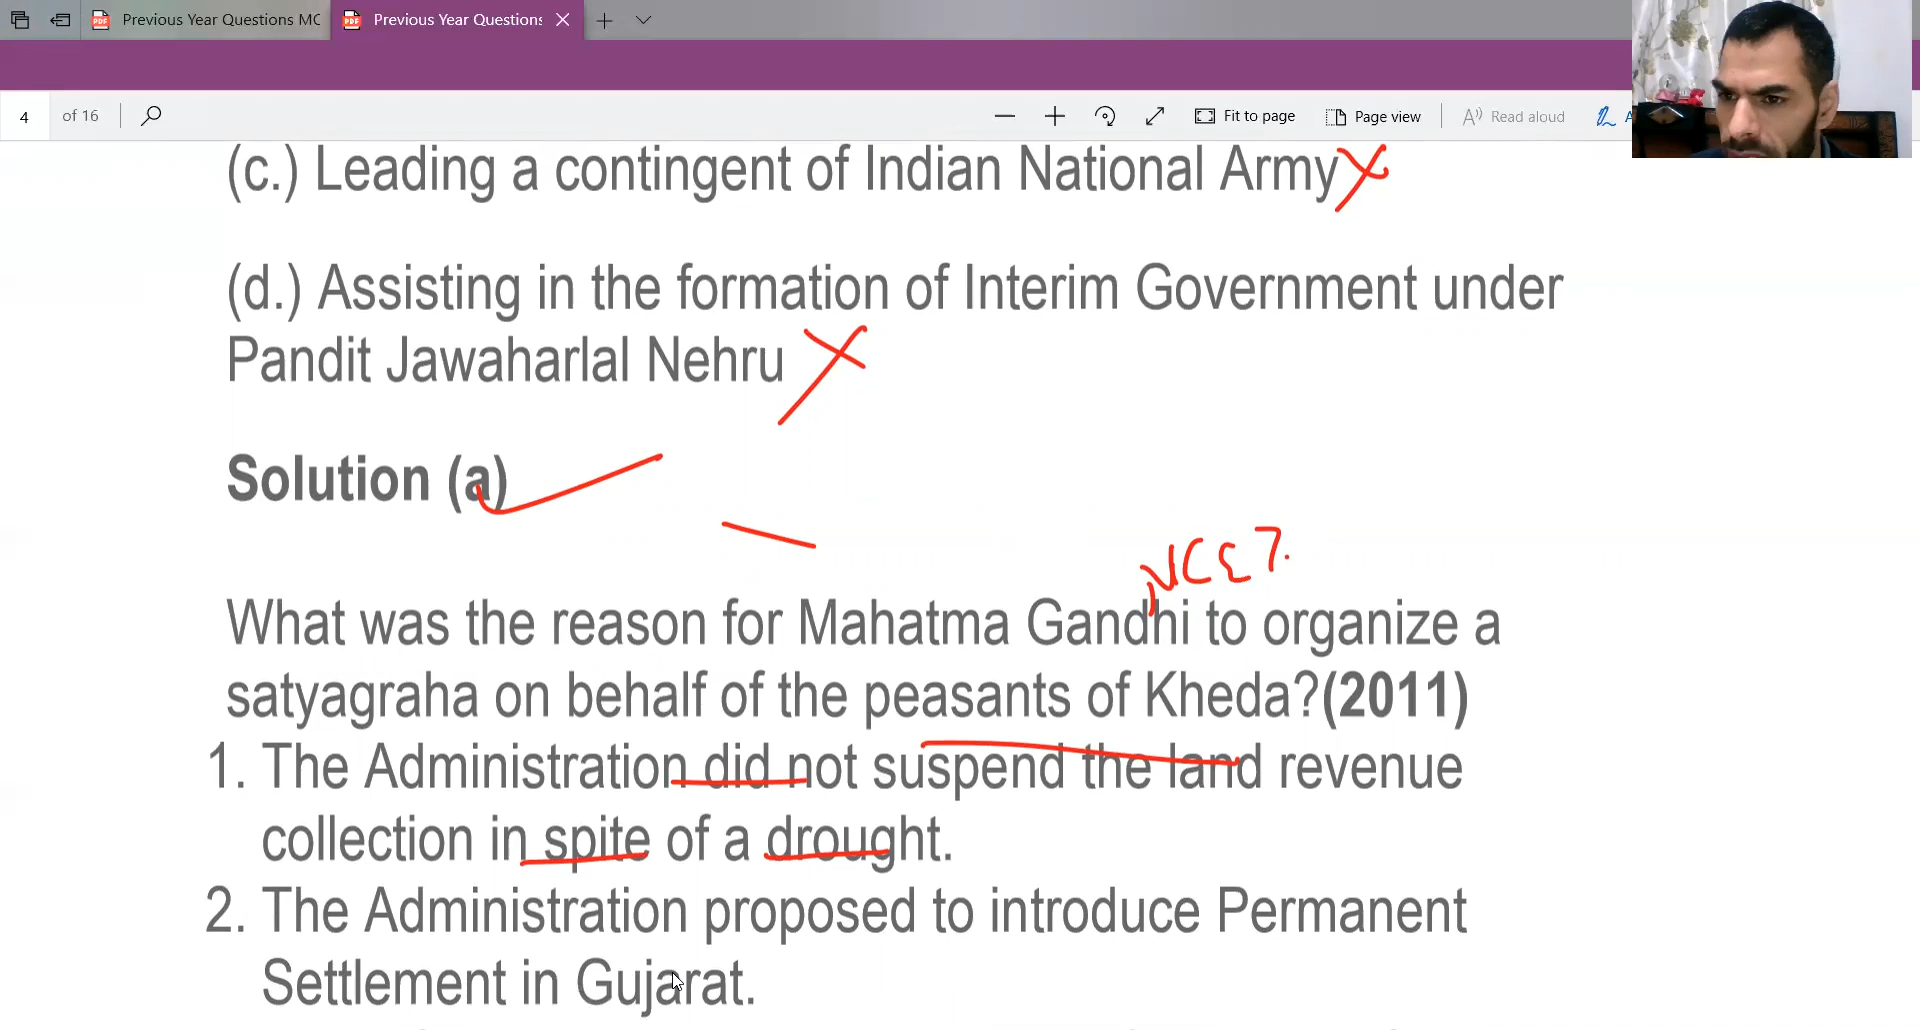 Previous Year Questions MC
Previous Year Questions
4 of 16
Fit to page
Page view
Read aloud
(c.) Leading a contingent of Indian National Army
(d.) Assisting in the formation of Interim Government under
Pandit Jawaharlal Nehru
Solution (a)
NCET
What was the reason for Mahatma Gandhi to organize a
satyagraha on behalf of the peasants of Kheda?(2011)
1. The Administration did not suspend the land revenue
collection in spite of a drought.
2. The Administration proposed to introduce Permanent
Settlement in Gujarat.